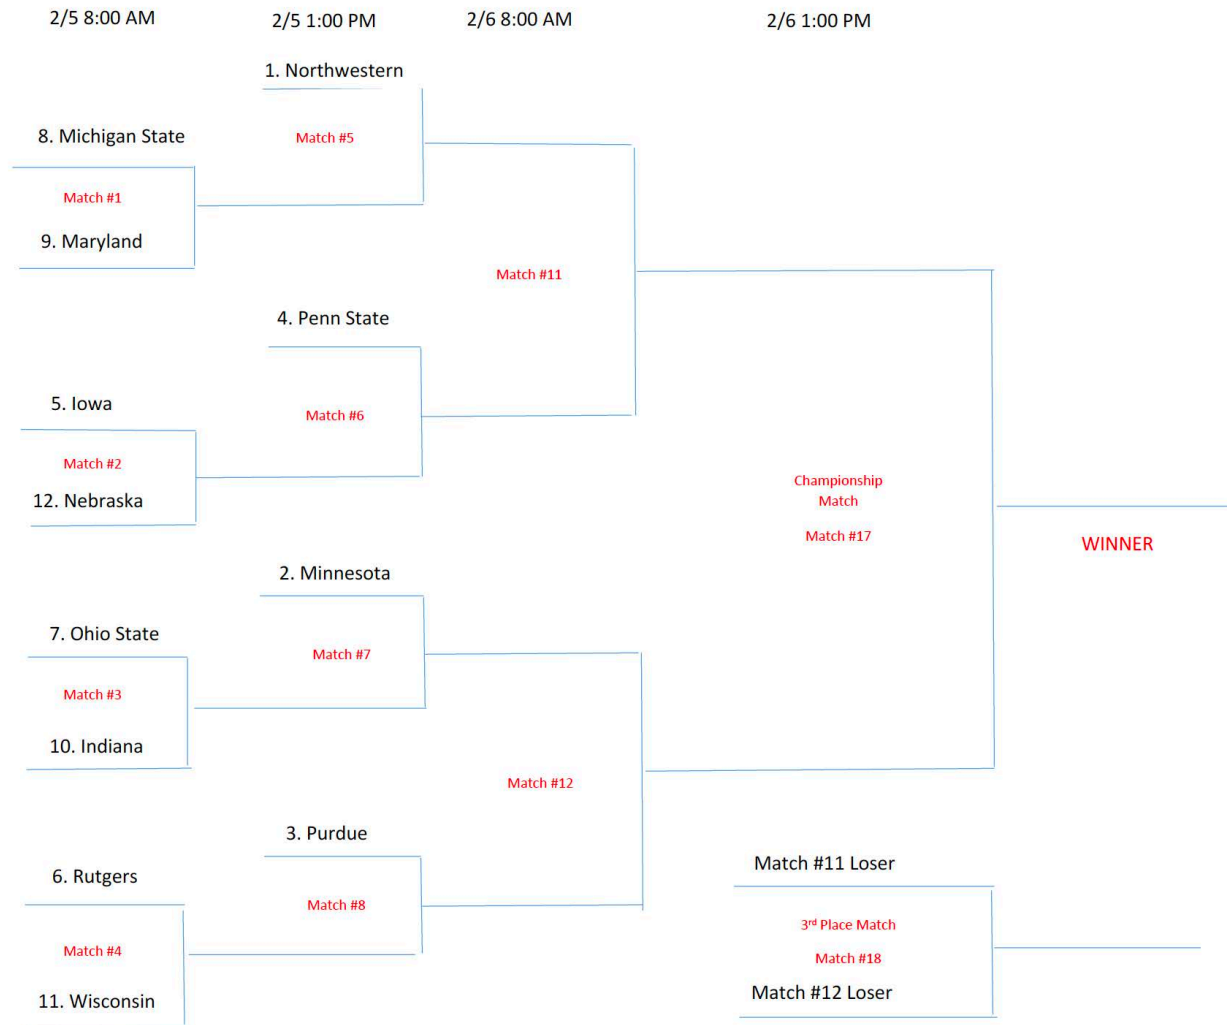 2/5 8:00 AM
2/5 1:00 PM
2/6 8:00 AM
2/6 1:00 PM
1. Northwestern
8. Michigan State
Match #5
Match #1
9. Maryland
Match #11
4. Penn State
5. Iowa
Match #6
Match #2
12. Nebraska
Championship
Match
Match #17
WINNER
2. Minnesota
7. Ohio State
Match #7
Match #3
10. Indiana
Match #12
3. Purdue
6. Rutgers
Match #11 Loser
Match #8
3rd Place Match
Match #4
Match #18
11. Wisconsin
Match #12 Loser